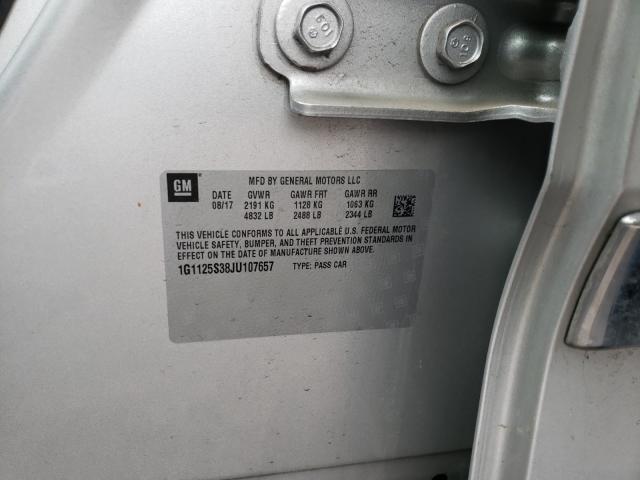 GM
MFD BY GENERAL MOTORS LLC
DATE GVWR GAWR FRT GAWR RR
08/17 2191 KG 1128 KG 1063 KG
4832 LB 2488 LB 2344 LB
THIS VEHICLE CONFORMS TO ALL APPLICABLE U.S. FEDERAL MOTOR
VEHICLE SAFETY, BUMPER, AND THEFT PREVENTION STANDARDS IN
EFFECT ON THE DATE OF MANUFACTURE SHOWN ABOVE.
1G1125S38JU107657 TYPE: PASS CAR